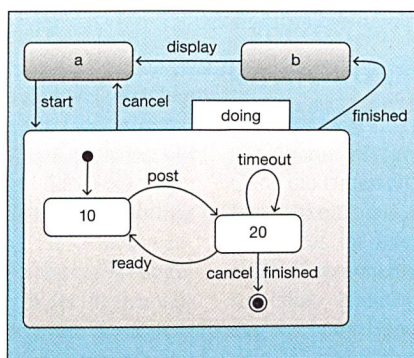 display
a
b
start
cancel
doing
finished
timeout
post
10
20
ready
cancel
finished